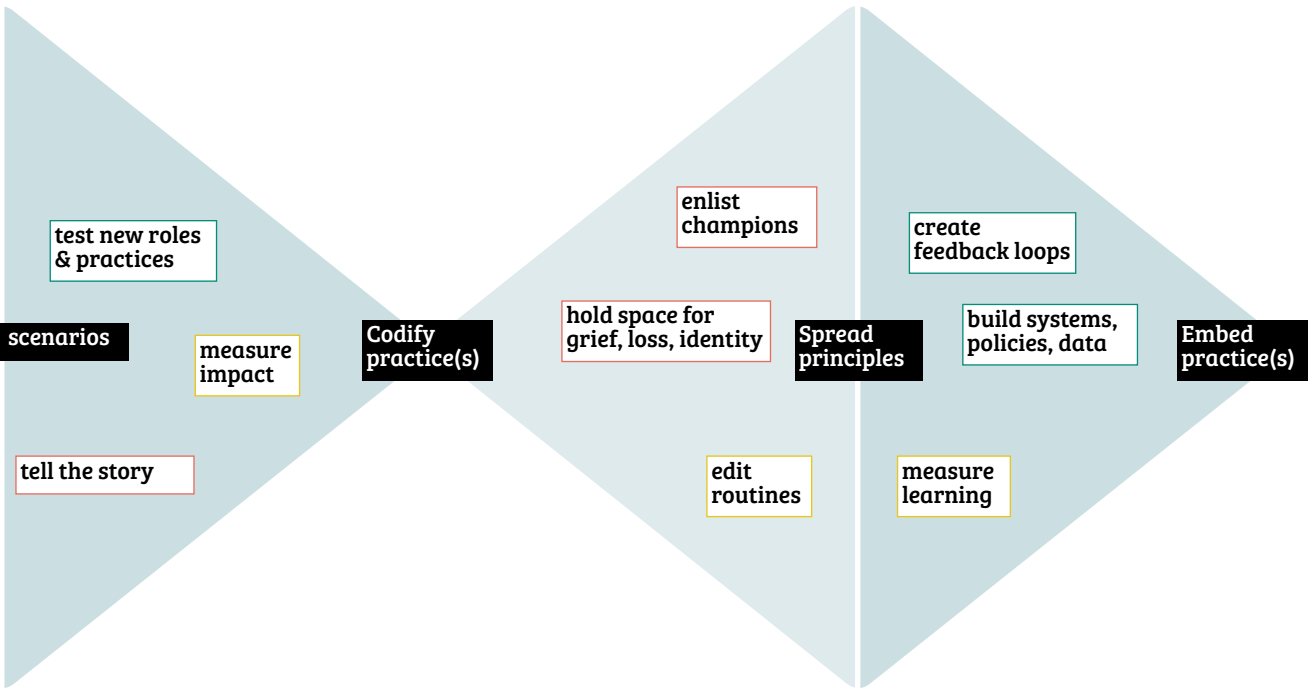 test new roles
& practices
scenarios
measure
impact
tell the story
Codify
practice(s)
enlist
champions
hold space for
grief, loss, identity
edit
routines
Spread
principles
create
feedback loops
build systems,
policies, data
measure
learning
Embed
practice(s)